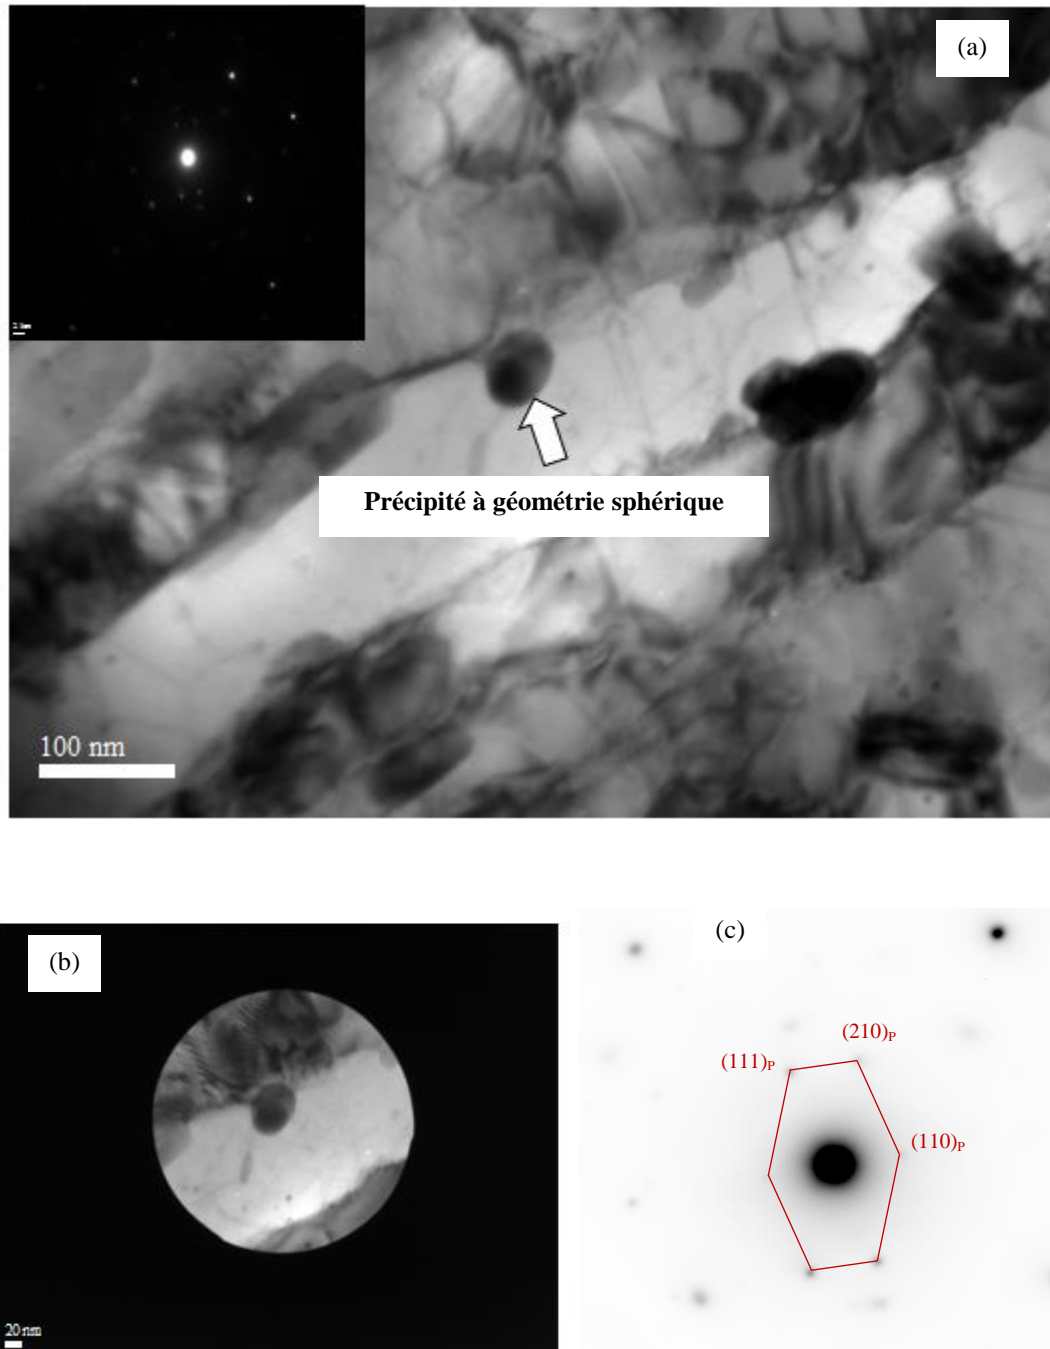 (a)
Précipité à géométrie sphérique
100 nm
(b)
20 nm
(c)
(210)P
(111)P
(110)P